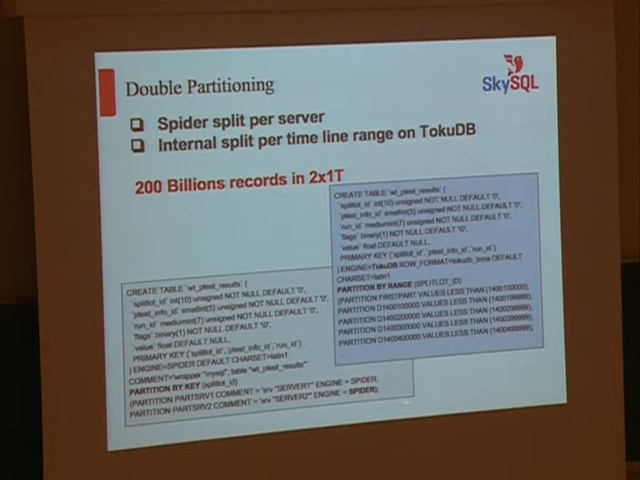 Double Partitioning
SkySQL
Spider split per server
Internal split per time line range on TokuDB
200 Billions records in 2x1T
CREATE TABLE `wt_ptest_results` (
`splitlot_id` int(10) unsigned NOT NULL DEFAULT '0',
`ptest_info_id` smallint(5) unsigned NOT NULL DEFAULT '0',
`run_id` mediumint(7) unsigned NOT NULL DEFAULT '0',
`flags` binary(1) NOT NULL DEFAULT '\0',
`value` float DEFAULT NULL,
PRIMARY KEY (`splitlot_id`,`ptest_info_id`,`run_id`)
) ENGINE=TokuDB ROW_FORMAT=tokudb_lzma DEFAULT
CHARSET=latin1
PARTITION BY RANGE (SPLITLOT_ID)
(PARTITION FIRSTPART VALUES LESS THAN (1400100000),
PARTITION D1400100000 VALUES LESS THAN (1400199999),
PARTITION D1400200000 VALUES LESS THAN (1400299999),
PARTITION D1400300000 VALUES LESS THAN (1400399999),
PARTITION D1400400000 VALUES LESS THAN (1400499999),
...
CREATE TABLE `wt_ptest_results` (
`splitlot_id` int(10) unsigned NOT NULL DEFAULT '0',
`ptest_info_id` smallint(5) unsigned NOT NULL DEFAULT '0',
`run_id` mediumint(7) unsigned NOT NULL DEFAULT '0',
`flags` binary(1) NOT NULL DEFAULT '\0',
`value` float DEFAULT NULL,
PRIMARY KEY (`splitlot_id`,`ptest_info_id`,`run_id`)
) ENGINE=SPIDER DEFAULT CHARSET=latin1
COMMENT='wrapper "mysql", table "wt_ptest_results"'
PARTITION BY KEY (splitlot_id)
(PARTITION PARTSRV1 COMMENT = 'srv "SERVER1"' ENGINE = SPIDER,
PARTITION PARTSRV2 COMMENT = 'srv "SERVER2"' ENGINE = SPIDER);